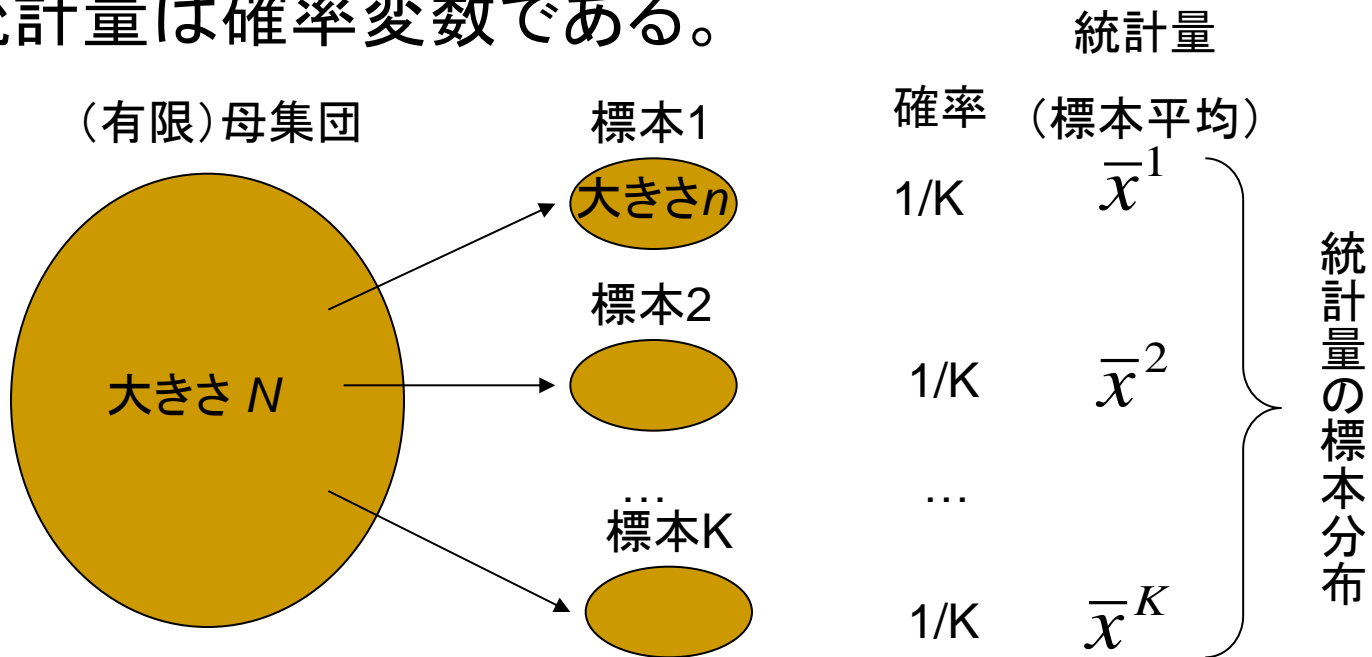 計量は確率変数である。
統計量
(有限)母集団
標本1
確率
(標本平均)
大きさn
1/K
x̅¹
標本2
大きさ N
1/K
x̅²
…
…
標本K
1/K
x̅ᴷ
統計量の標本分布